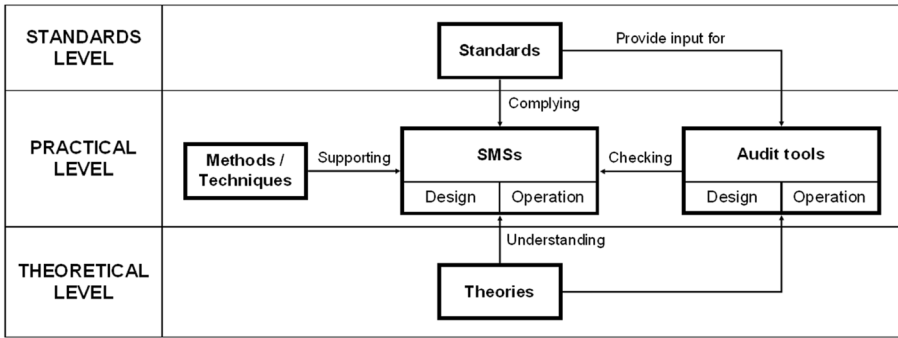 STANDARDS
LEVEL
Standards
Provide input for
Complying
PRACTICAL
LEVEL
Methods /
Techniques
Supporting
SMSs
Design
Operation
Checking
Audit tools
Design
Operation
THEORETICAL
LEVEL
Understanding
Theories